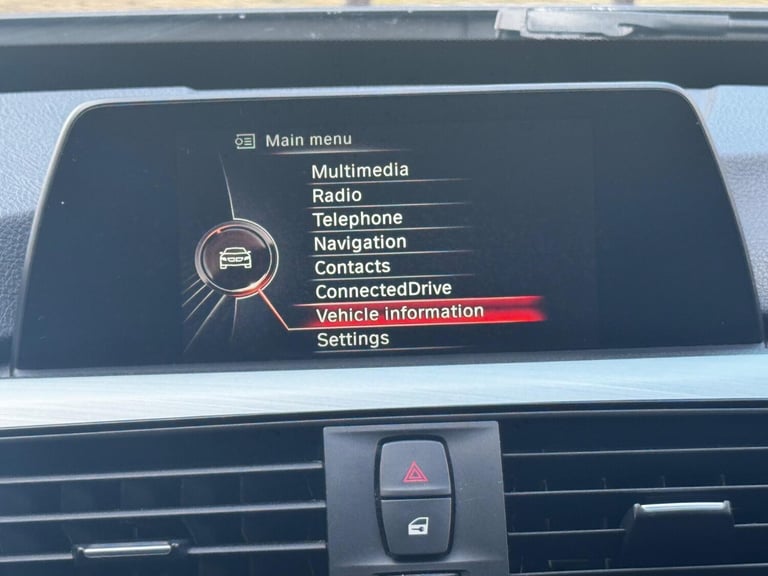 Main menu
Multimedia
Radio
Telephone
Navigation
Contacts
ConnectedDrive
Vehicle information
Settings